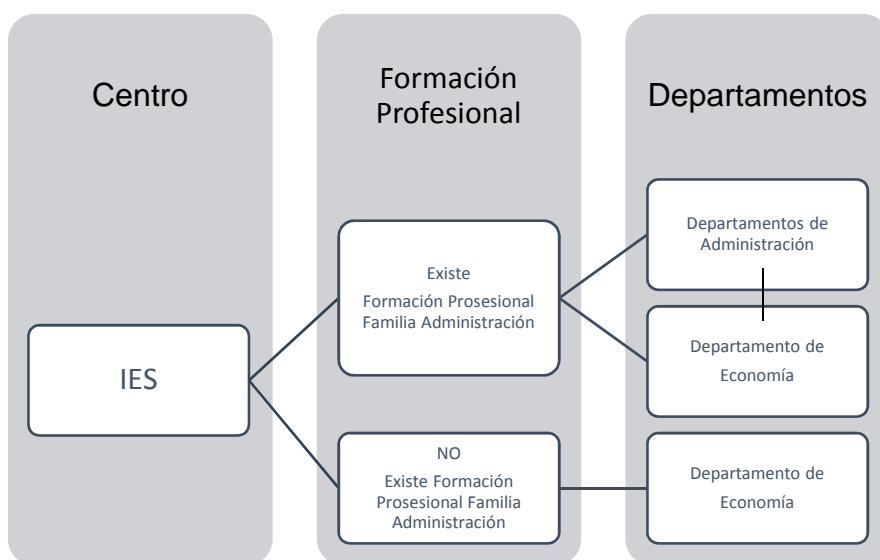 Centro
Formación
Profesional
Departamentos
IES
Existe
Formación Prosesional
Familia Administración
NO
Existe Formación
Prosesional Familia
Administración
Departamentos de
Administración
Departamento de
Economía
Departamento de
Economía